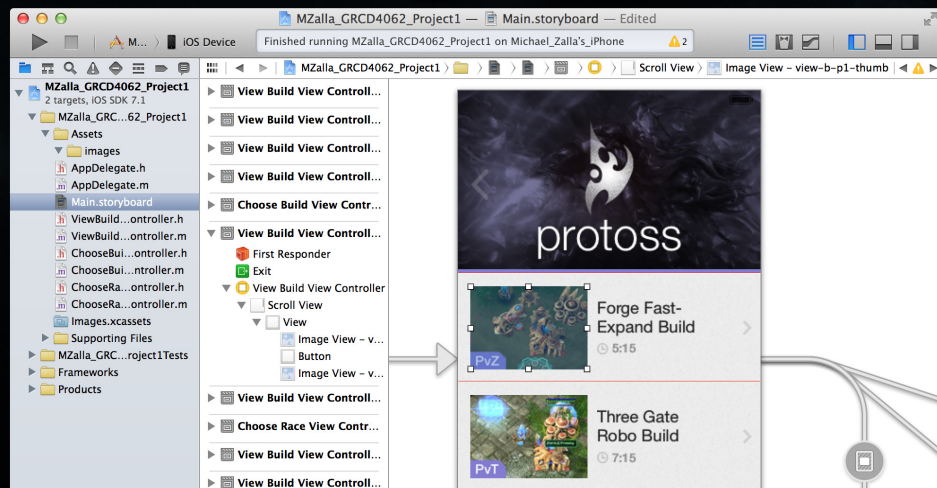 MZalla_GRCD4062_Project1 — Main.storyboard — Edited
M... iOS Device
Finished running MZalla_GRCD4062_Project1 on Michael_Zalla's_iPhone 2
MZalla_GRCD4062_Project1 Scroll View Image View – view-b-p1-thumb
MZalla_GRCD4062_Project1
2 targets, iOS SDK 7.1
MZalla_GRC...62_Project1
Assets
images
AppDelegate.h
AppDelegate.m
Main.storyboard
ViewBuild...ontroller.h
ViewBuild...ontroller.m
ChooseBui...ontroller.h
ChooseBui...ntroller.m
ChooseRa...ontroller.h
ChooseRa...ontroller.m
Images.xcassets
Supporting Files
MZalla_GRC...roject1Tests
Frameworks
Products
View Build View Controll...
View Build View Controll...
View Build View Controll...
View Build View Controll...
Choose Build View Contr...
View Build View Controll...
First Responder
Exit
View Build View Controller
Scroll View
View
Image View – v...
Button
Image View – v...
View Build View Controll...
Choose Race View Contr...
View Build View Controll...
View Build View Controll...
protoss
Forge Fast-
Expand Build
5:15
PvZ
Three Gate
Robo Build
7:15
PvT